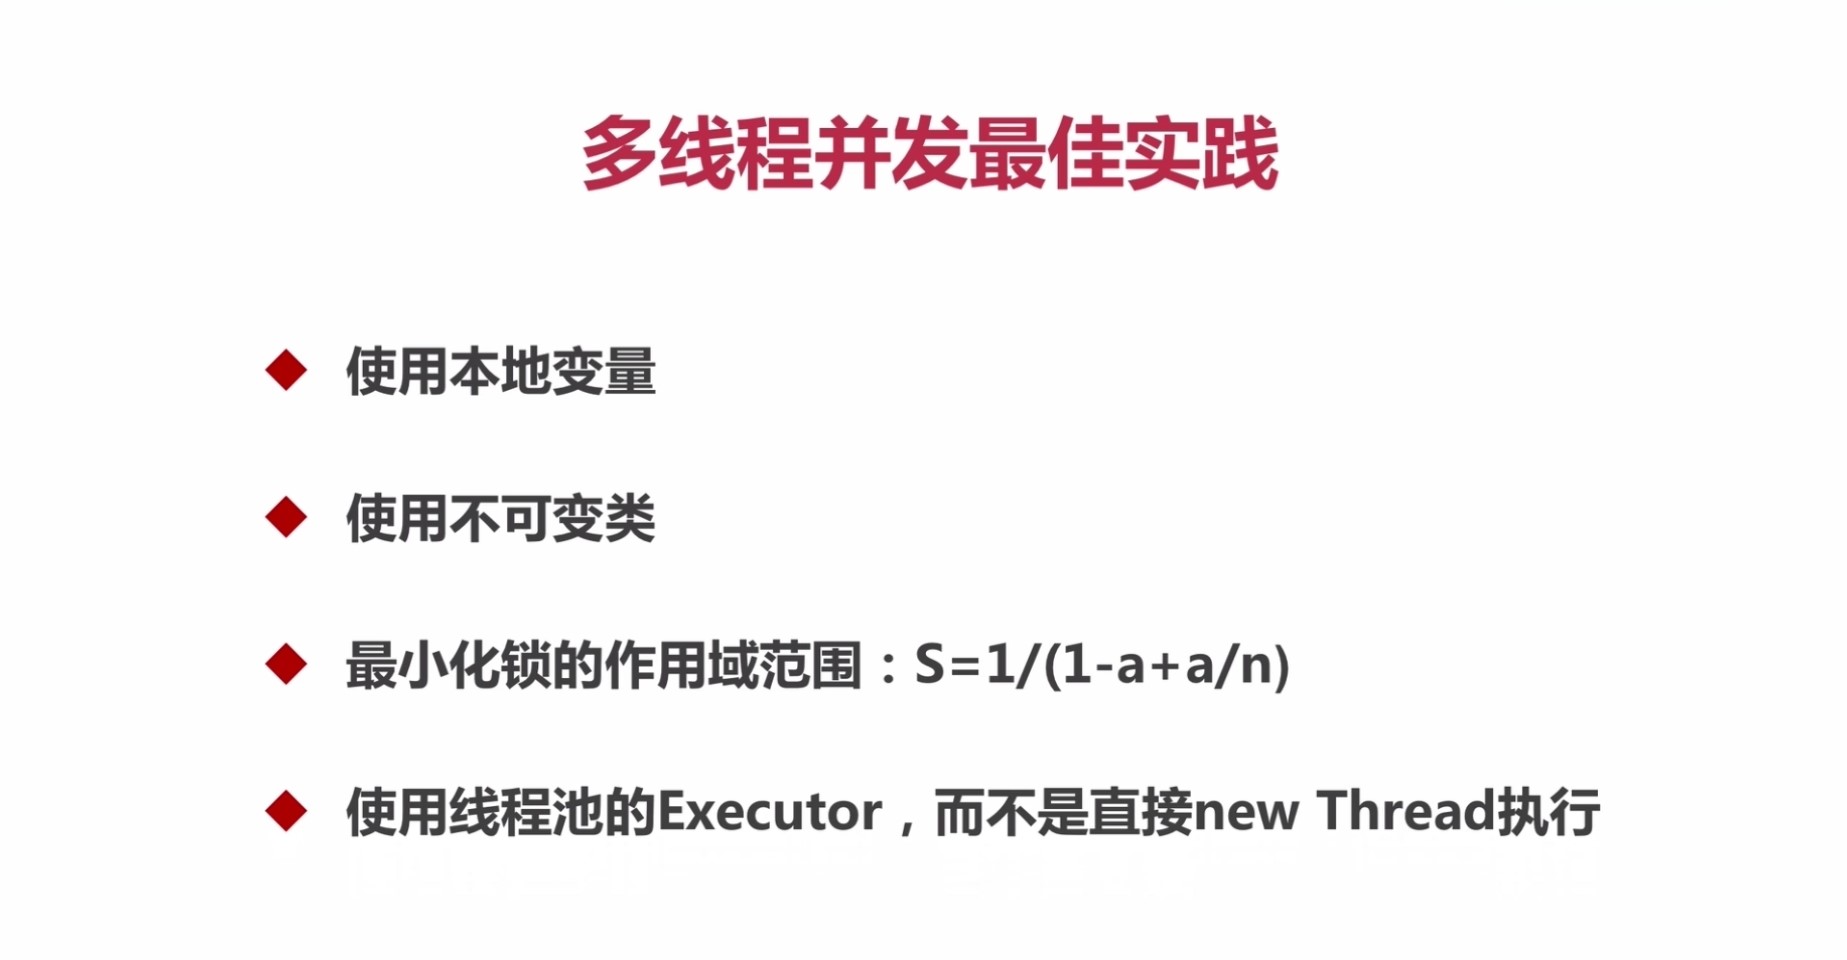 多线程并发最佳实践
使用本地变量
使用不可变类
最小化锁的作用域范围：S=1/(1-a+a/n)
使用线程池的Executor，而不是直接new Thread执行